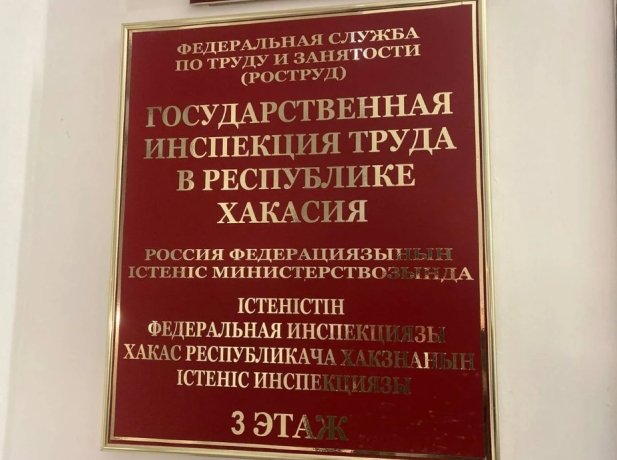 ФЕДЕРАЛЬНАЯ СЛУЖБА
ПО ТРУДУ И ЗАНЯТОСТИ
(РОСТРУД)
ГОСУДАРСТВЕННАЯ
ИНСПЕКЦИЯ ТРУДА
В РЕСПУБЛИКЕ
ХАКАСИЯ
РОССИЯ ФЕДЕРАЦИЯЗЫНЫН
ІСТЕНІС МИНИСТЕРСТВОЗЫНДА
ІСТЕНІСТІН
ФЕДЕРАЛЬНАЯ ИНСПЕКЦИЯЗЫ
ХАКАС РЕСПУБЛИКАЧА ХАКЗНАНЫН
ІСТЕНІС ИНСПЕКЦИЯЗЫ
3 ЭТАЖ